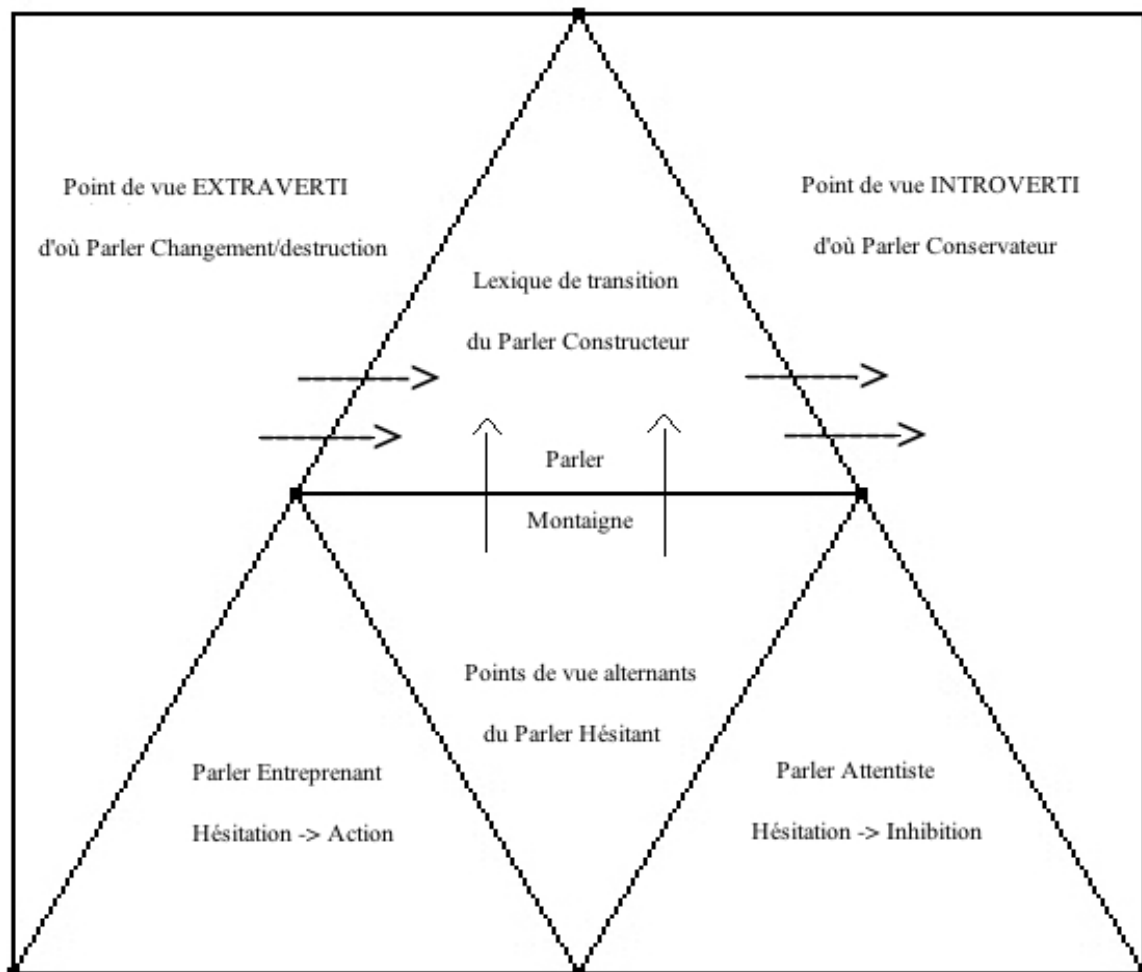 Point de vue EXTRAVERTI
d'où Parler Changement/destruction
Point de vue INTROVERTI
d'où Parler Conservateur
Lexique de transition
du Parler Constructeur
Parler
Montaigne
Points de vue alternants
du Parler Hésitant
Parler Entreprenant
Hésitation -> Action
Parler Attentiste
Hésitation -> Inhibition